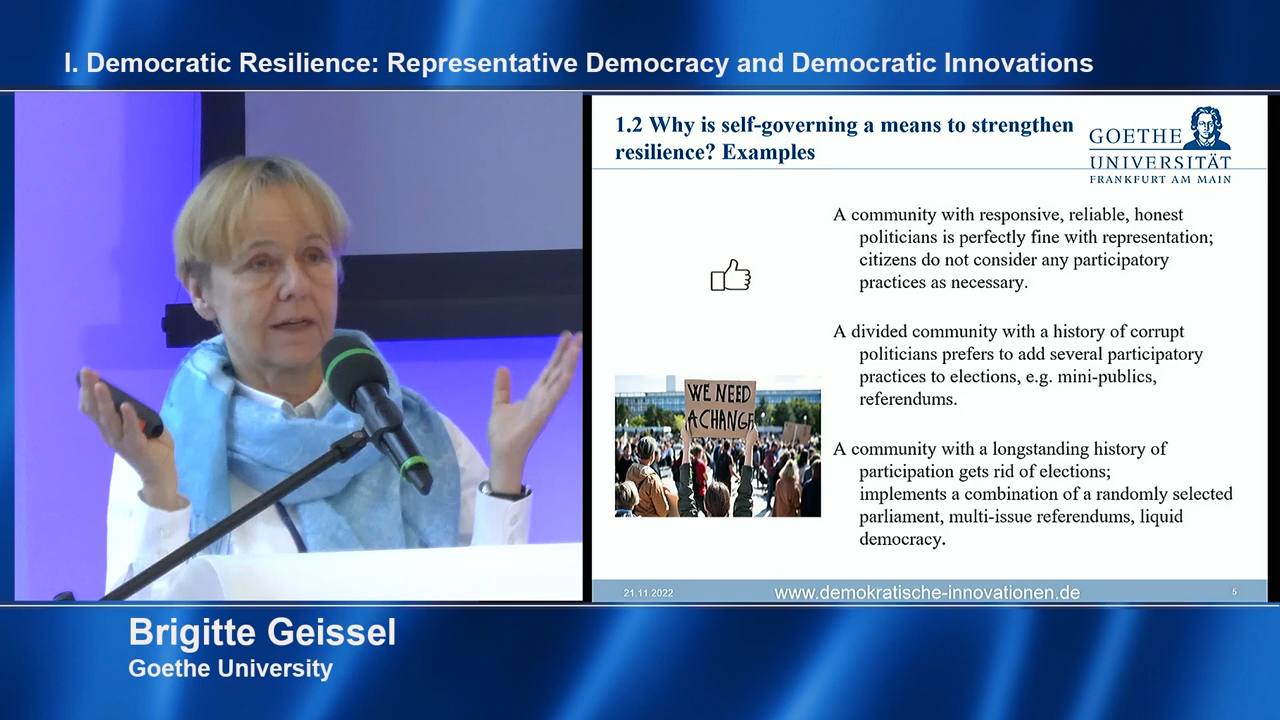 I. Democratic Resilience: Representative Democracy and Democratic Innovations
1.2 Why is self-governing a means to strengthen
resilience? Examples
GOETHE
UNIVERSITÄT
FRANKFURT AM MAIN
A community with responsive, reliable, honest
politicians is perfectly fine with representation;
citizens do not consider any participatory
practices as necessary.
A divided community with a history of corrupt
politicians prefers to add several participatory
practices to elections, e.g. mini-publics,
referendums.
WE NEED
A CHANGE
A community with a longstanding history of
participation gets rid of elections;
implements a combination of a randomly selected
parliament, multi-issue referendums, liquid
democracy.
21.11.2022
www.demokratische-innovationen.de
5
Brigitte Geissel
Goethe University